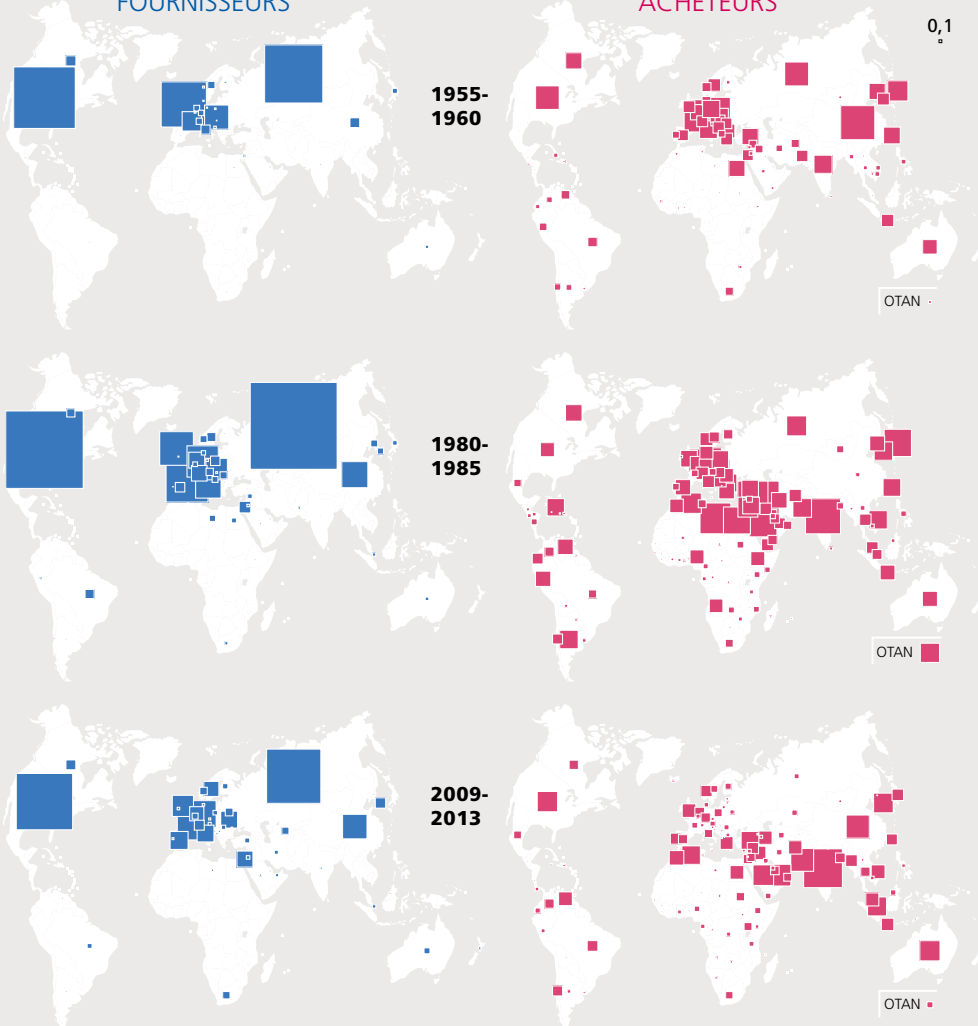 FOURNISSEURS
ACHETEURS
0,1
1955-
1960
OTAN
1980-
1985
OTAN
2009-
2013
OTAN